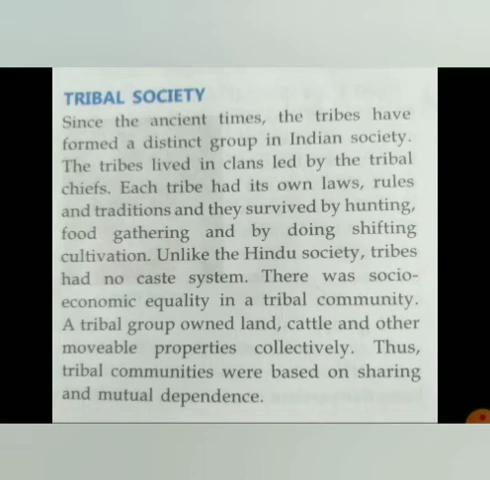 TRIBAL SOCIETY
Since the ancient times, the tribes have
formed a distinct group in Indian society.
The tribes lived in clans led by the tribal
chiefs. Each tribe had its own laws, rules
and traditions and they survived by hunting,
food gathering and by doing shifting
cultivation. Unlike the Hindu society, tribes
had no caste system. There was socio-
economic equality in a tribal community.
A tribal group owned land, cattle and other
moveable properties collectively. Thus,
tribal communities were based on sharing
and mutual dependence.